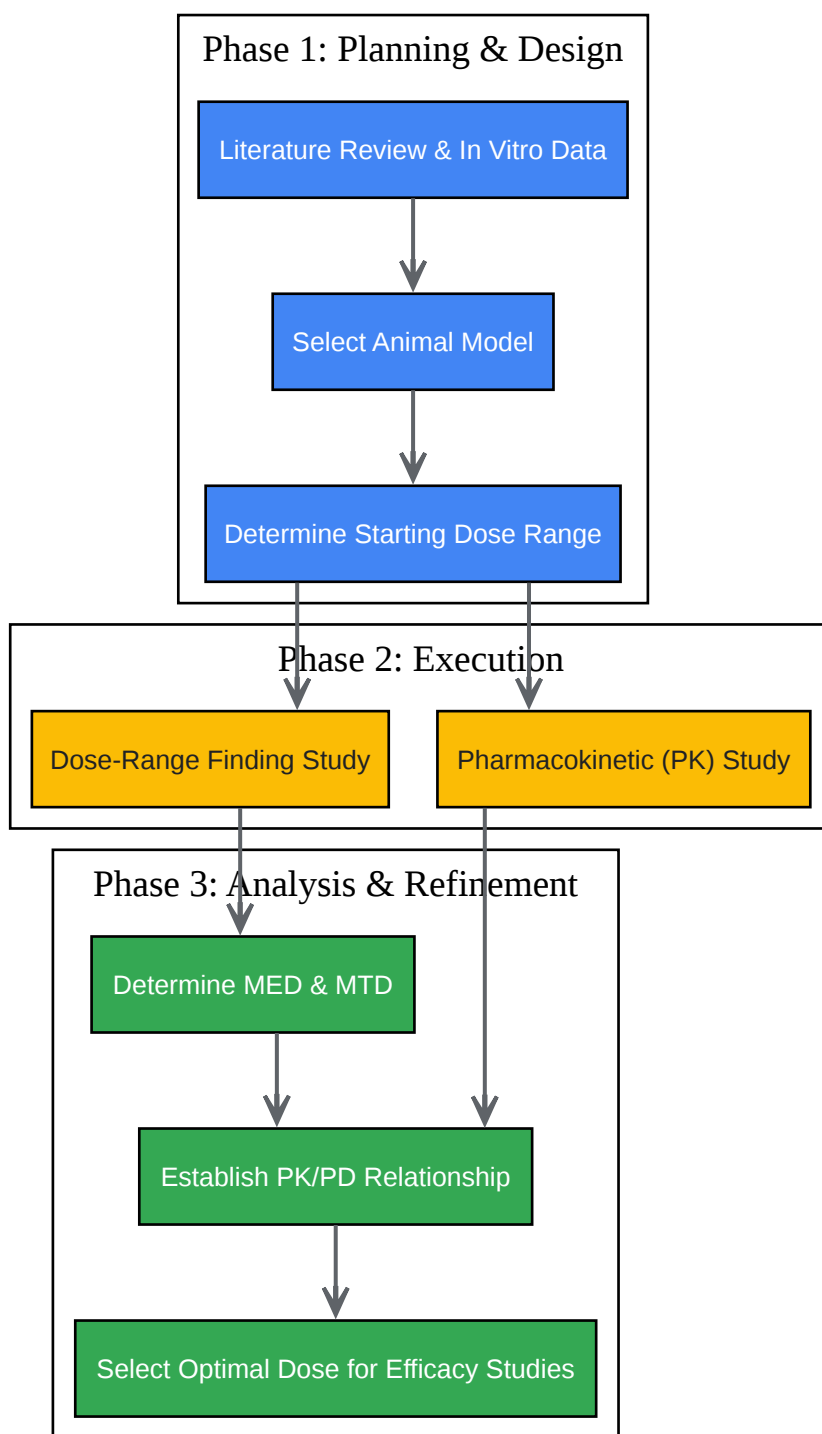 Phase 1: Planning & Design
Literature Review & In Vitro Data
Select Animal Model
Determine Starting Dose Range
Phase 2: Execution
Dose-Range Finding Study
Pharmacokinetic (PK) Study
Phase 3: Analysis & Refinement
Determine MED & MTD
Establish PK/PD Relationship
Select Optimal Dose for Efficacy Studies